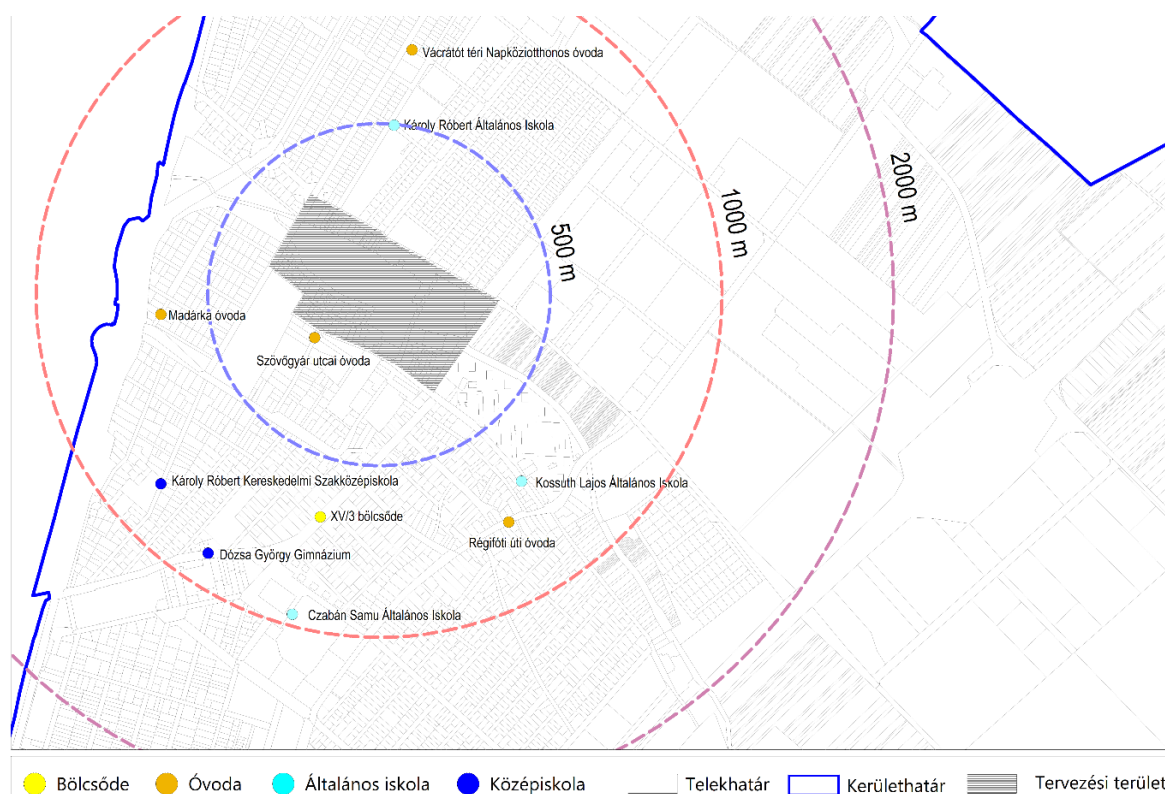 Vácrátót téri Napköziotthonos óvoda
Károly Róbert Általános Iskola
2000 m
1000 m
500 m
Madárka óvoda
Szövőgyár utcai óvoda
Károly Róbert Kereskedelmi Szakközépiskola
Kossuth Lajos Általános Iskola
XV/3 bölcsőde
Régifóti úti óvoda
Dózsa György Gimnázium
Czabán Samu Általános Iskola
Bölcsőde Óvoda Általános iskola Középiskola Telekhatár Kerülethatár Tervezési terület